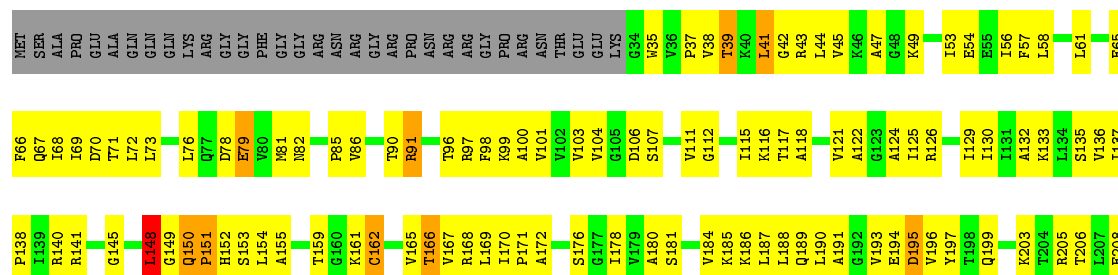 MET SER ALA PRO GLU ALA GLN GLN GLN LYS ARG GLY GLY PHE GLY GLY ARG ASN ARG GLY ARG PRO ASN ARG ARG GLY PRO ARG ASN THR GLU GLU LYS G34 W35 V36 P37 V38 T39 K40 L41 G42 R43 L44 V45 K46 A47 G48 K49 I53 E54 E55 I56 F57 L58 L61 E65
F66 Q67 I68 I69 D70 T71 L72 L73 L76 Q77 D78 E79 V80 M81 N82 P85 V86 T90 R91 T96 R97 F98 K99 A100 V101 V102 V103 V104 G105 D106 S107 V111 G112 I115 K116 T117 A118 V121 A122 G123 A124 I125 R126 I129 I130 I131 A132 K133 L134 S135 V136 I137
P138 I139 R140 R141 G145 L148 G149 Q150 P151 H152 S153 L154 A155 T159 G160 K161 G162 V165 T166 V167 R168 L169 I170 P171 A172 S176 G177 I178 V179 A180 S181 V184 K185 K186 L187 L188 Q189 L190 A191 G192 V193 E194 D195 V196 Y197 T198 Q199 K203 T204 R205 T206 L207